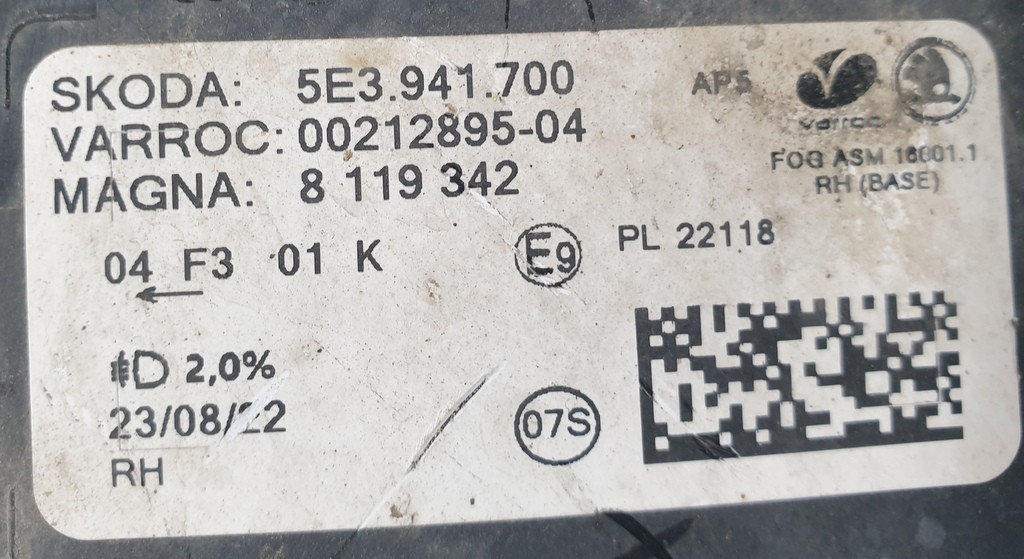 SKODA: 5E3.941.700
VARROC: 00212895-04
MAGNA: 8 119 342
AP5
varroc
FOG ASM 16001.1
RH (BASE)
04 F3 01 K
E9
PL 22118
2,0%
23/08/22
07S
RH